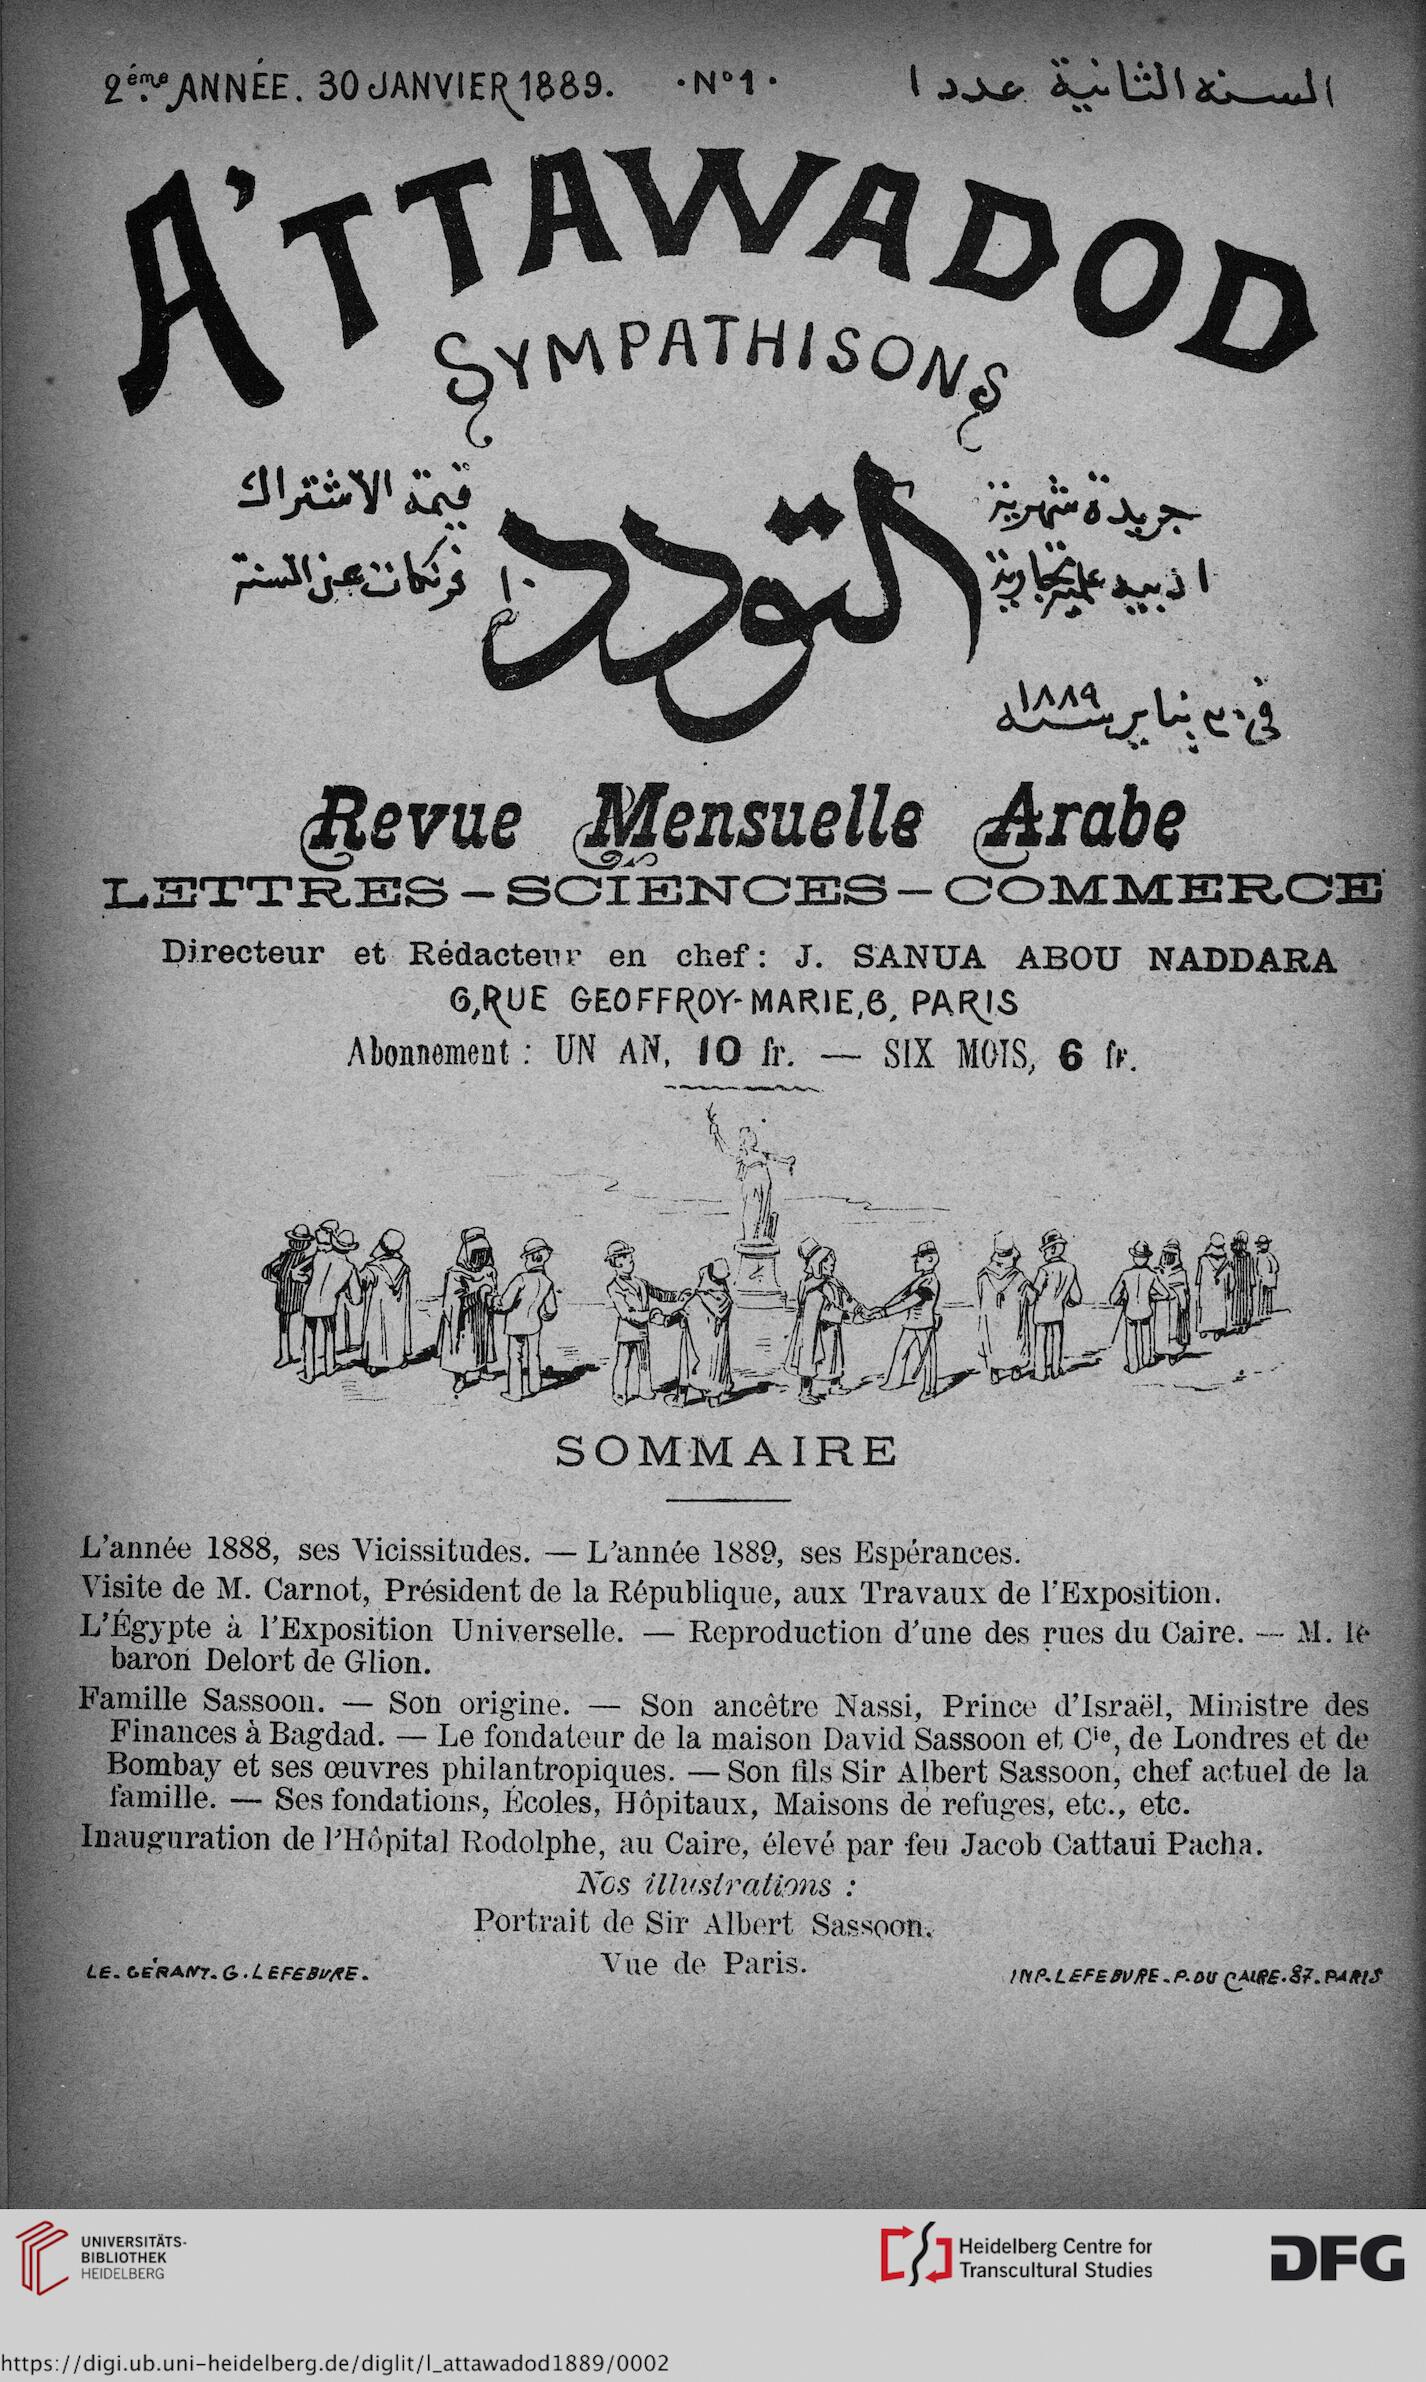 2ème ANNÉE. 30 JANVIER 1889. · N° 1 · السنه الثانية عدد ١
A'TTAWADOD
SYMPATHISONS
التودد
جريدة شهرية
ادبيه علمية تجارية
قيمة الاشتراك
١٠ فرنكات عن السنة
في ٣٠ يناير سنه ١٨٨٩
Revue Mensuelle Arabe
LETTRES – SCIENCES – COMMERCE
Directeur et Rédacteur en chef: J. SANUA ABOU NADDARA
6, RUE GEOFFROY-MARIE, 6, PARIS
Abonnement : UN AN, 10 fr. — SIX MOIS, 6 fr.
SOMMAIRE
L'année 1888, ses Vicissitudes. — L'année 1889, ses Espérances.
Visite de M. Carnot, Président de la République, aux Travaux de l'Exposition.
L'Égypte à l'Exposition Universelle. — Reproduction d'une des rues du Caire. — M. le
baron Delort de Glion.
Famille Sassoon. — Son origine. — Son ancêtre Nassi, Prince d'Israël, Ministre des
Finances à Bagdad. — Le fondateur de la maison David Sassoon et Cie, de Londres et de
Bombay et ses œuvres philantropiques. — Son fils Sir Albert Sassoon, chef actuel de la
famille. — Ses fondations, Écoles, Hôpitaux, Maisons de refuges, etc., etc.
Inauguration de l'Hôpital Rodolphe, au Caire, élevé par feu Jacob Cattaui Pacha.
Nos illustrations :
Portrait de Sir Albert Sassoon.
Vue de Paris.
LE. GÉRANT. G. LEFEBVRE.
INP. LEFEBVRE. P. DU CAIRE. 87. PARIS
UNIVERSITÄTS-
BIBLIOTHEK
HEIDELBERG
Heidelberg Centre for
Transcultural Studies
DFG
https://digi.ub.uni-heidelberg.de/diglit/l_attawadod1889/0002